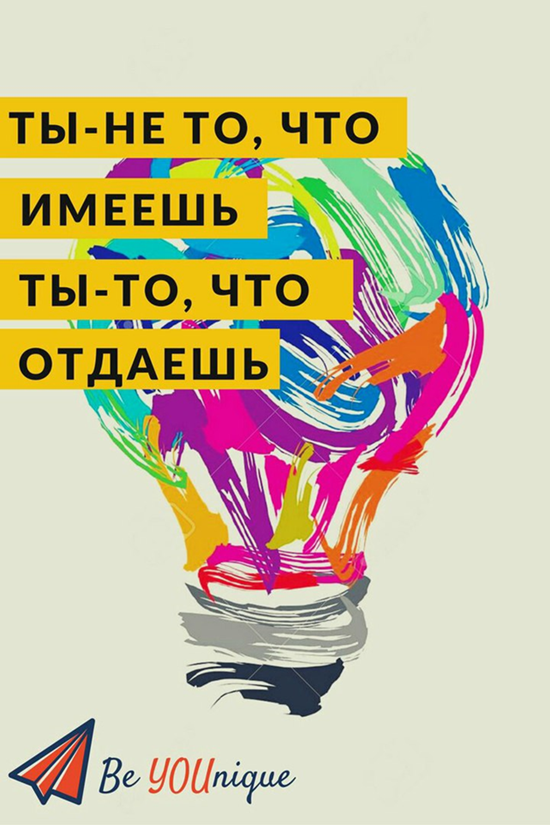 ТЫ-НЕ ТО, ЧТО
ИМЕЕШЬ
ТЫ-ТО, ЧТО
ОТДАЕШЬ
Be YOUnique